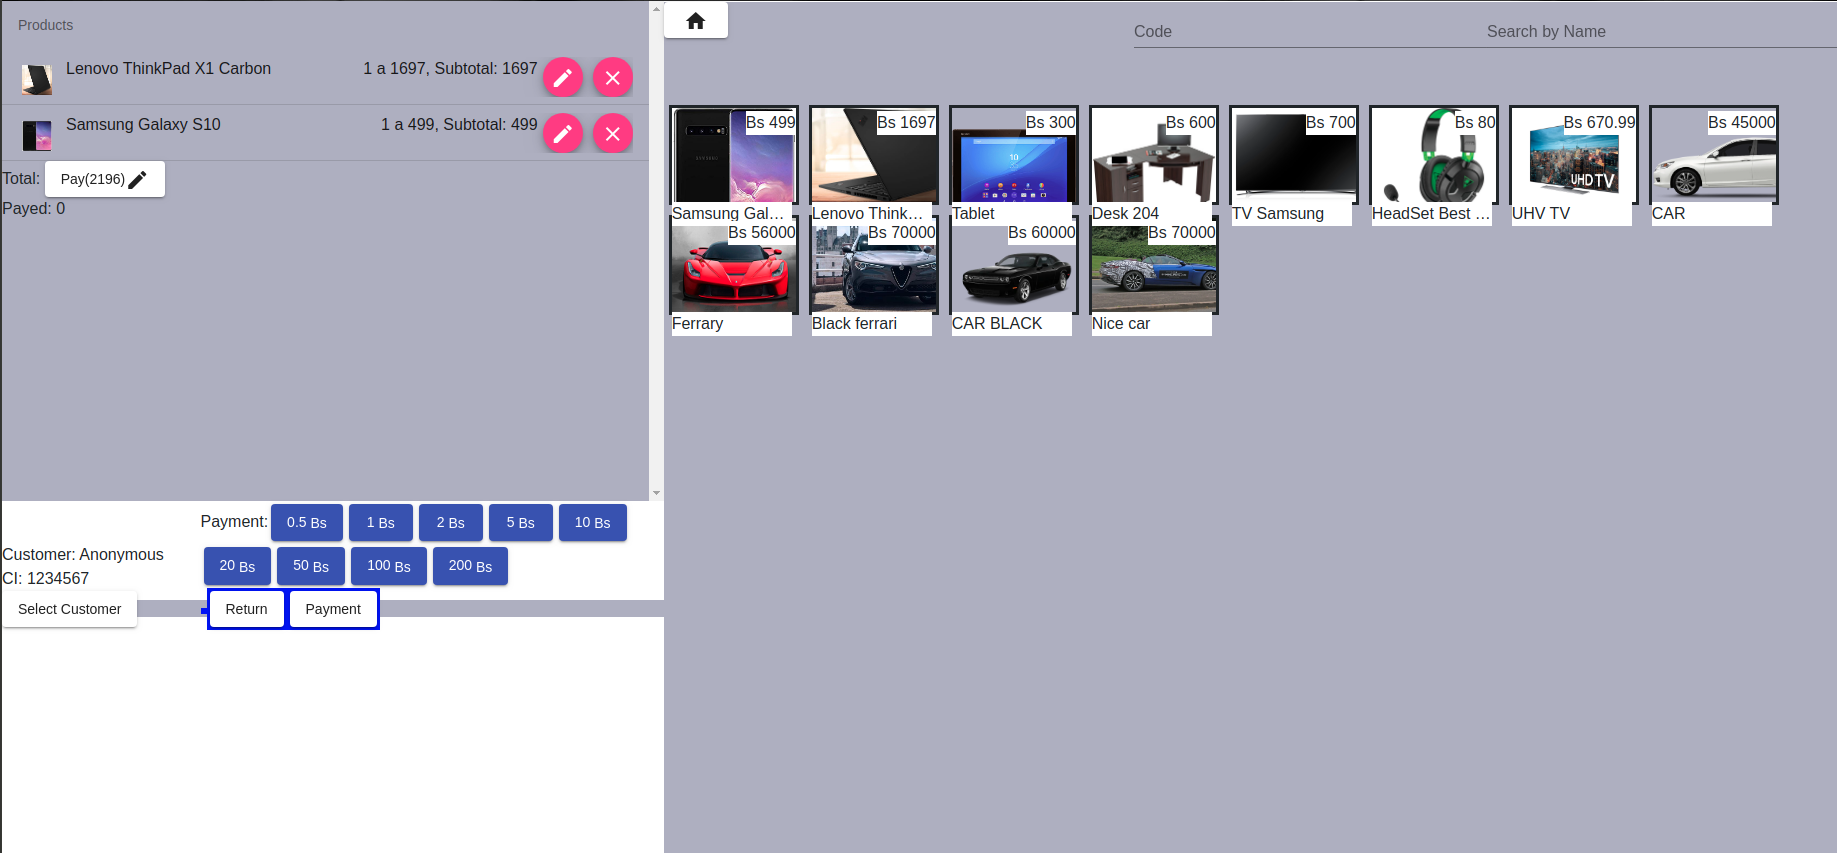 Products
Lenovo ThinkPad X1 Carbon 1 a 1697, Subtotal: 1697
Samsung Galaxy S10 1 a 499, Subtotal: 499
Total: Pay(2196)
Payed: 0
Payment: 0.5 Bs 1 Bs 2 Bs 5 Bs 10 Bs
20 Bs 50 Bs 100 Bs 200 Bs
Customer: Anonymous
CI: 1234567
Select Customer Return Payment
Code Search by Name
Bs 499 Bs 1697 Bs 300 Bs 600 Bs 700 Bs 80 Bs 670.99 Bs 45000
SAMSUNG
10
UHD TV
Samsung Gal... Lenovo Think... Tablet Desk 204 TV Samsung HeadSet Best ... UHV TV CAR
Bs 56000 Bs 70000 Bs 60000 Bs 70000
Ferrary Black ferrari CAR BLACK Nice car